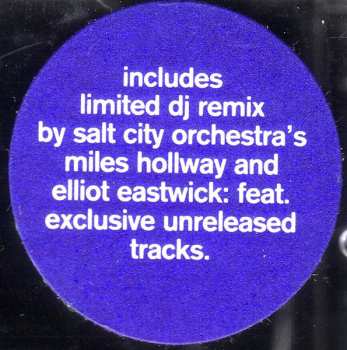 includes
limited dj remix
by salt city orchestra's
miles hollway and
elliot eastwick: feat.
exclusive unreleased
tracks.